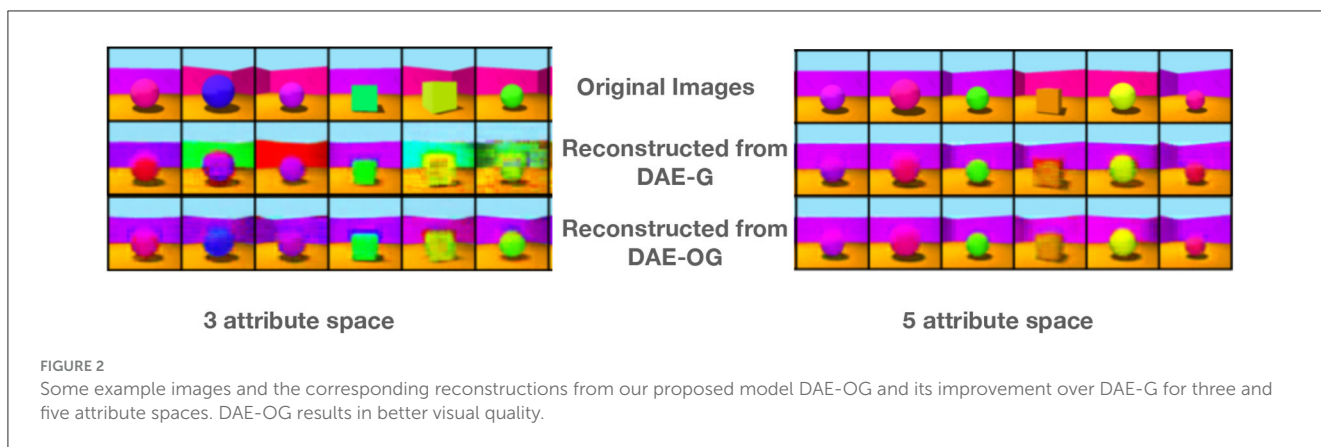 Original Images
Reconstructed from
DAE-G
Reconstructed from
DAE-OG
3 attribute space
5 attribute space
FIGURE 2
Some example images and the corresponding reconstructions from our proposed model DAE-OG and its improvement over DAE-G for three and
five attribute spaces. DAE-OG results in better visual quality.